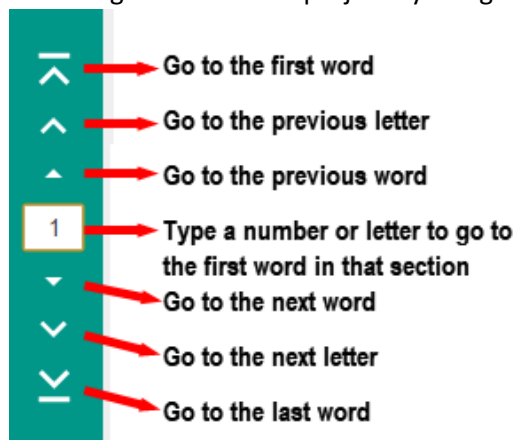 Go to the first word
Go to the previous letter
Go to the previous word
1
Type a number or letter to go to
the first word in that section
Go to the next word
Go to the next letter
Go to the last word